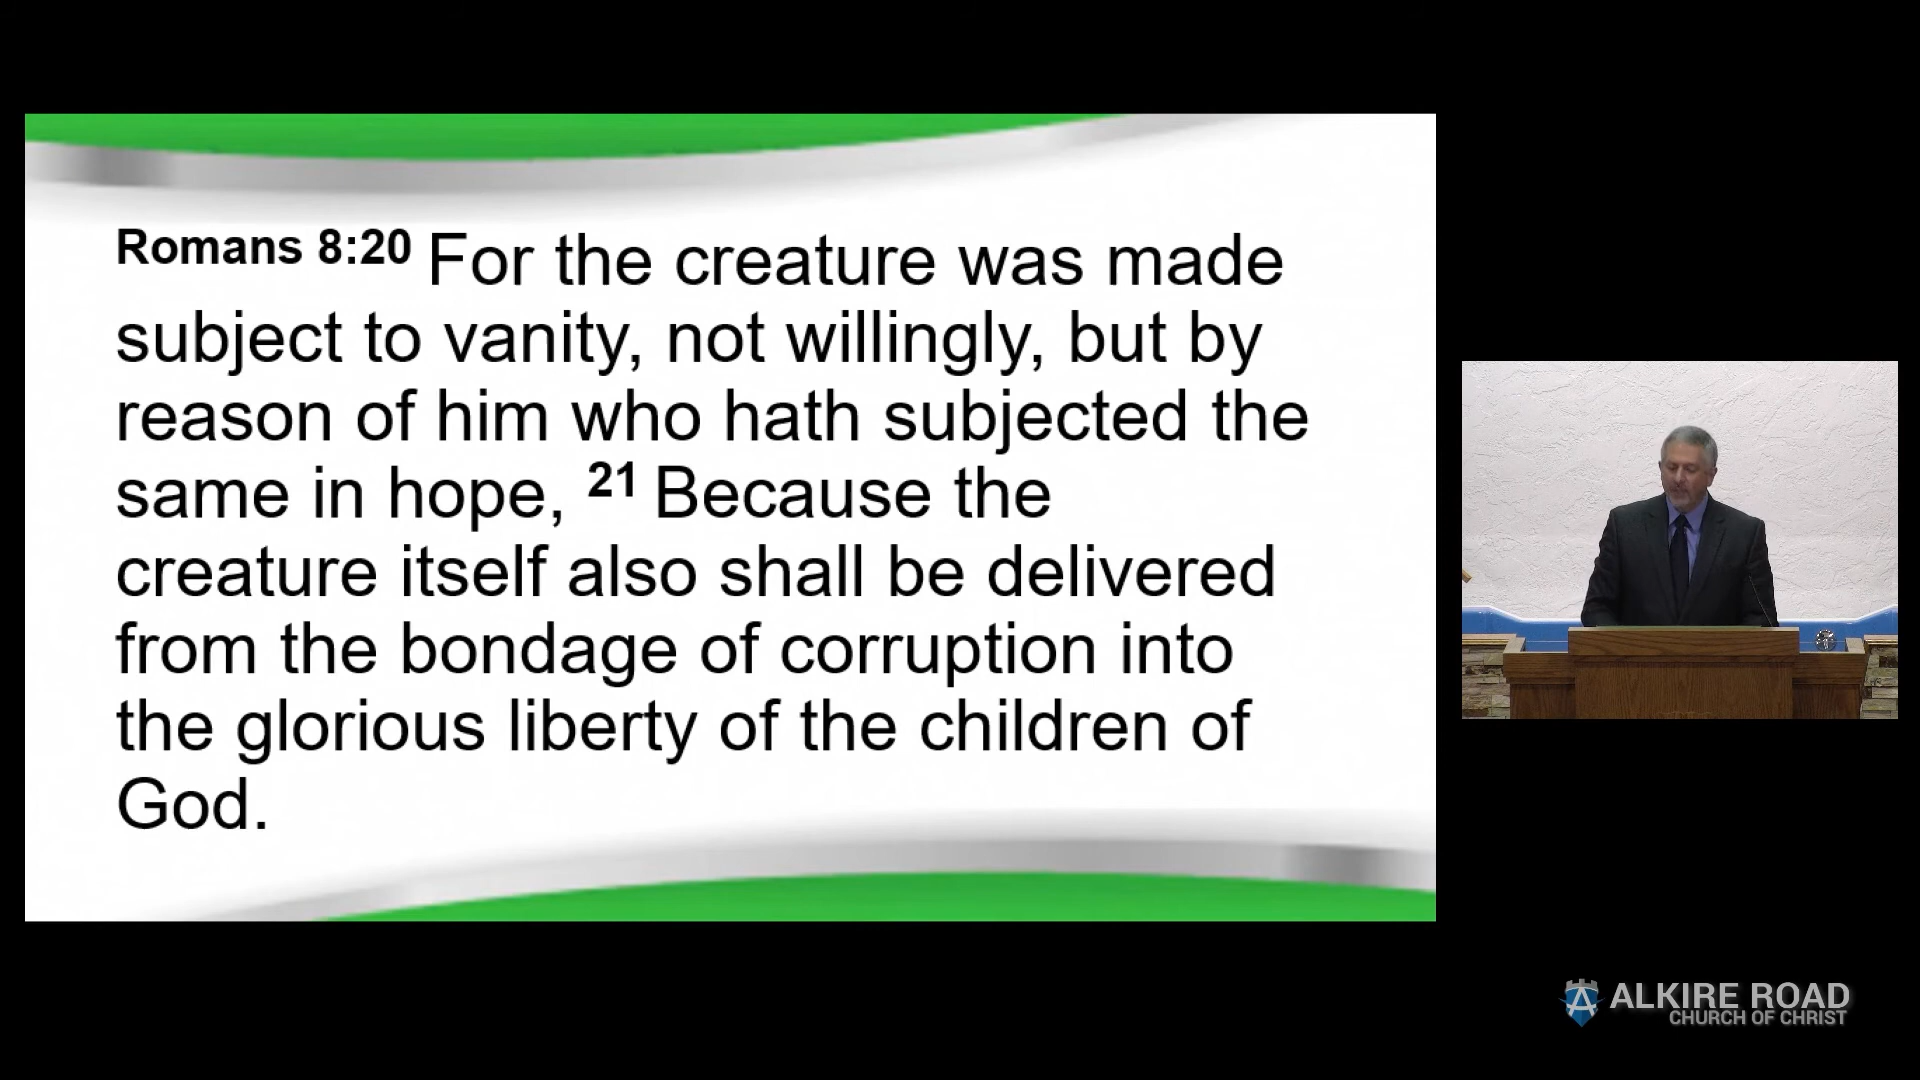 Romans 8:20 For the creature was made
subject to vanity, not willingly, but by
reason of him who hath subjected the
same in hope, 21 Because the
creature itself also shall be delivered
from the bondage of corruption into
the glorious liberty of the children of
God.
ALKIRE ROAD
CHURCH OF CHRIST